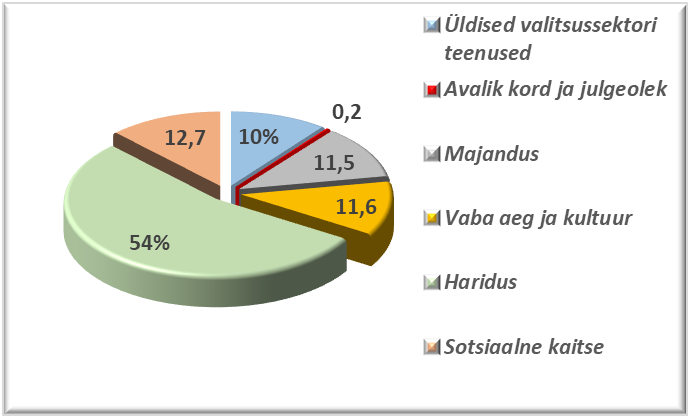 Üldised valitsussektori
teenused
Avalik kord ja julgeolek
Majandus
Vaba aeg ja kultuur
Haridus
Sotsiaalne kaitse
10%
0,2
11,5
11,6
54%
12,7